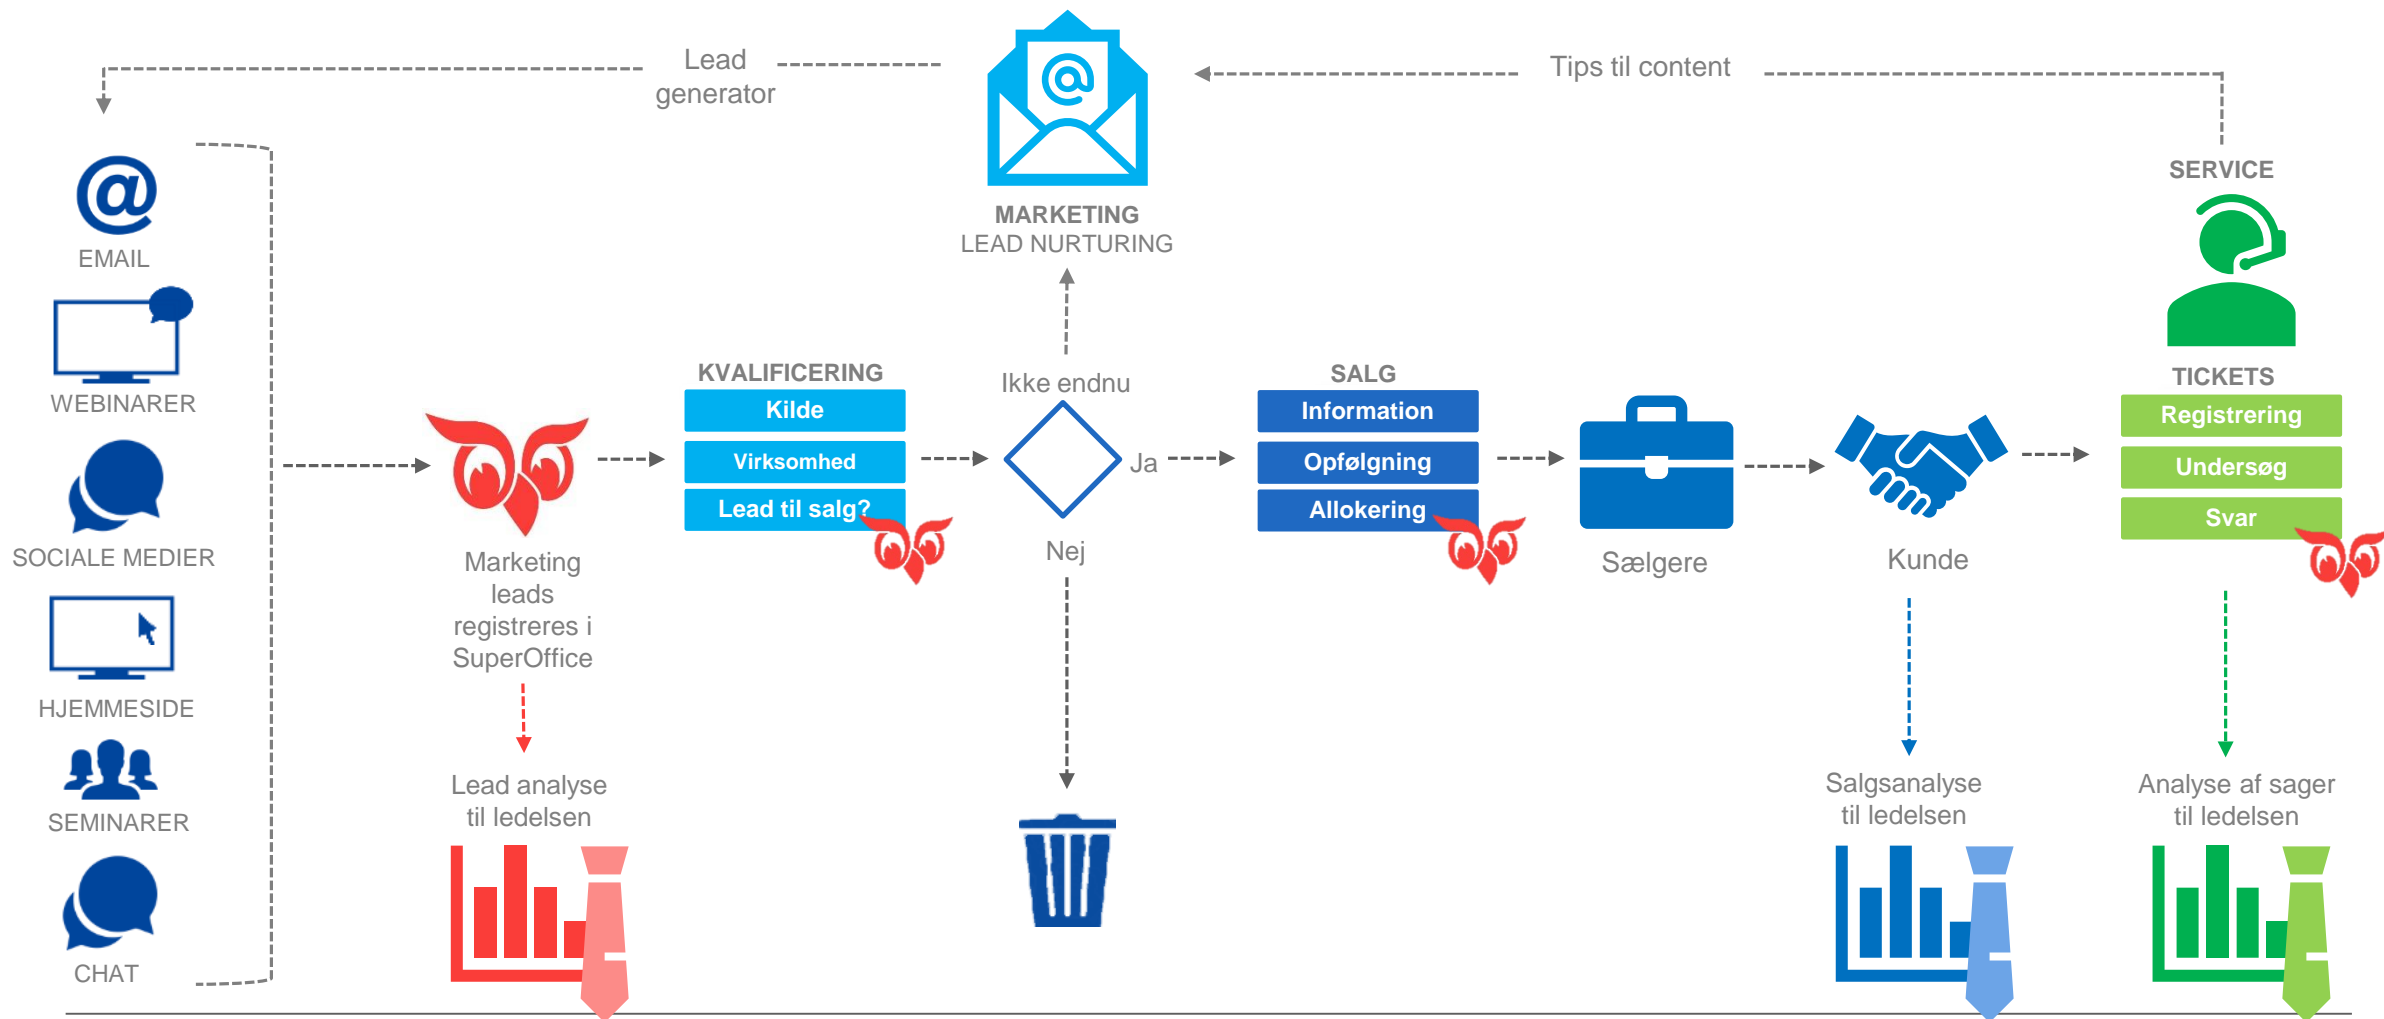 Lead
generator
Tips til content
MARKETING
LEAD NURTURING
SERVICE
EMAIL
WEBINARER
SOCIALE MEDIER
HJEMMESIDE
SEMINARER
CHAT
Marketing
leads
registreres i
SuperOffice
Lead analyse
til ledelsen
KVALIFICERING
Kilde
Virksomhed
Lead til salg?
Ikke endnu
Ja
Nej
SALG
Information
Opfølgning
Allokering
Sælgere
Kunde
Salgsanalyse
til ledelsen
TICKETS
Registrering
Undersøg
Svar
Analyse af sager
til ledelsen